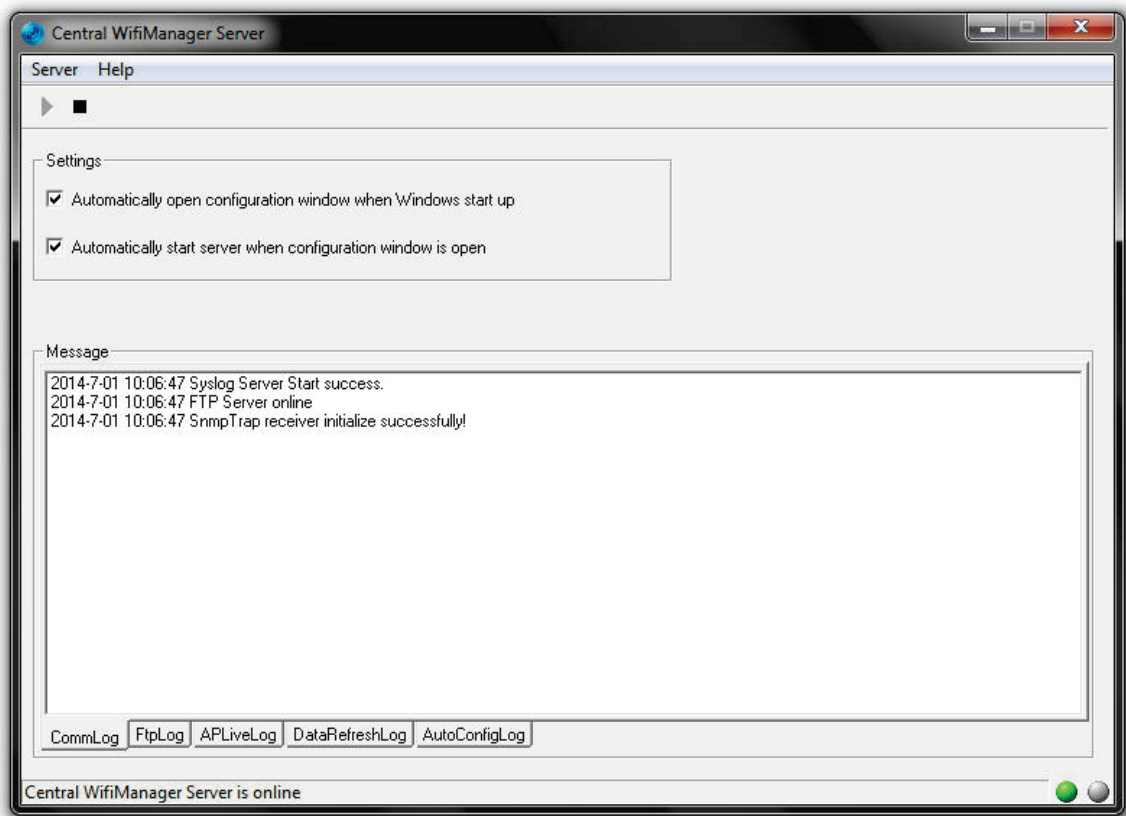 Central WifiManager Server
Server Help
Settings
Automatically open configuration window when Windows start up
Automatically start server when configuration window is open
Message
2014-7-01 10:06:47 Syslog Server Start success.
2014-7-01 10:06:47 FTP Server online
2014-7-01 10:06:47 SnmpTrap receiver initialize successfully!
CommLog FtpLog APLiveLog DataRefreshLog AutoConfigLog
Central WifiManager Server is online